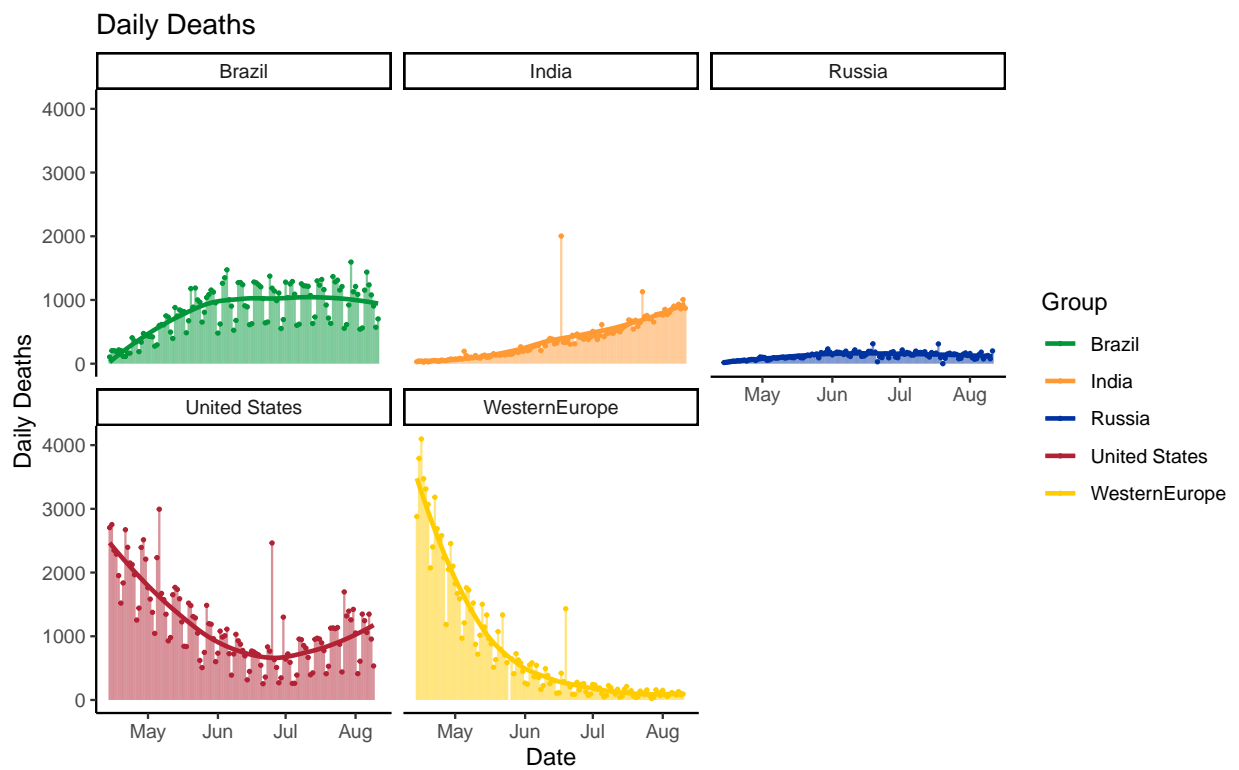 Daily Deaths
Brazil
India
Russia
4000
3000
2000
1000
0
May Jun Jul Aug
United States
WesternEurope
4000
3000
2000
1000
0
May Jun Jul Aug
May Jun Jul Aug
Date
Daily Deaths
Group
Brazil
India
Russia
United States
WesternEurope